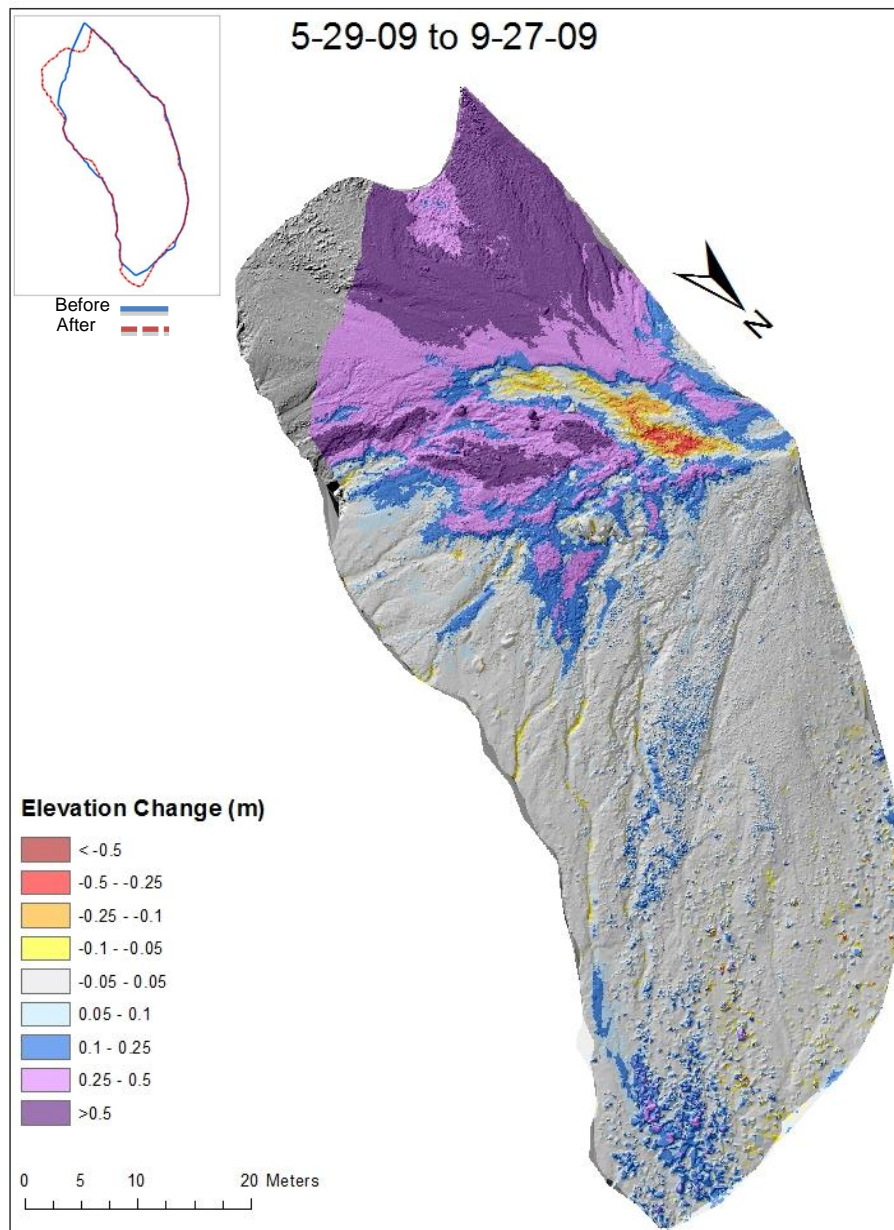 5-29-09 to 9-27-09
Before
After
N
Elevation Change (m)
< -0.5
-0.5 - -0.25
-0.25 - -0.1
-0.1 - -0.05
-0.05 - 0.05
0.05 - 0.1
0.1 - 0.25
0.25 - 0.5
>0.5
0 5 10 20 Meters